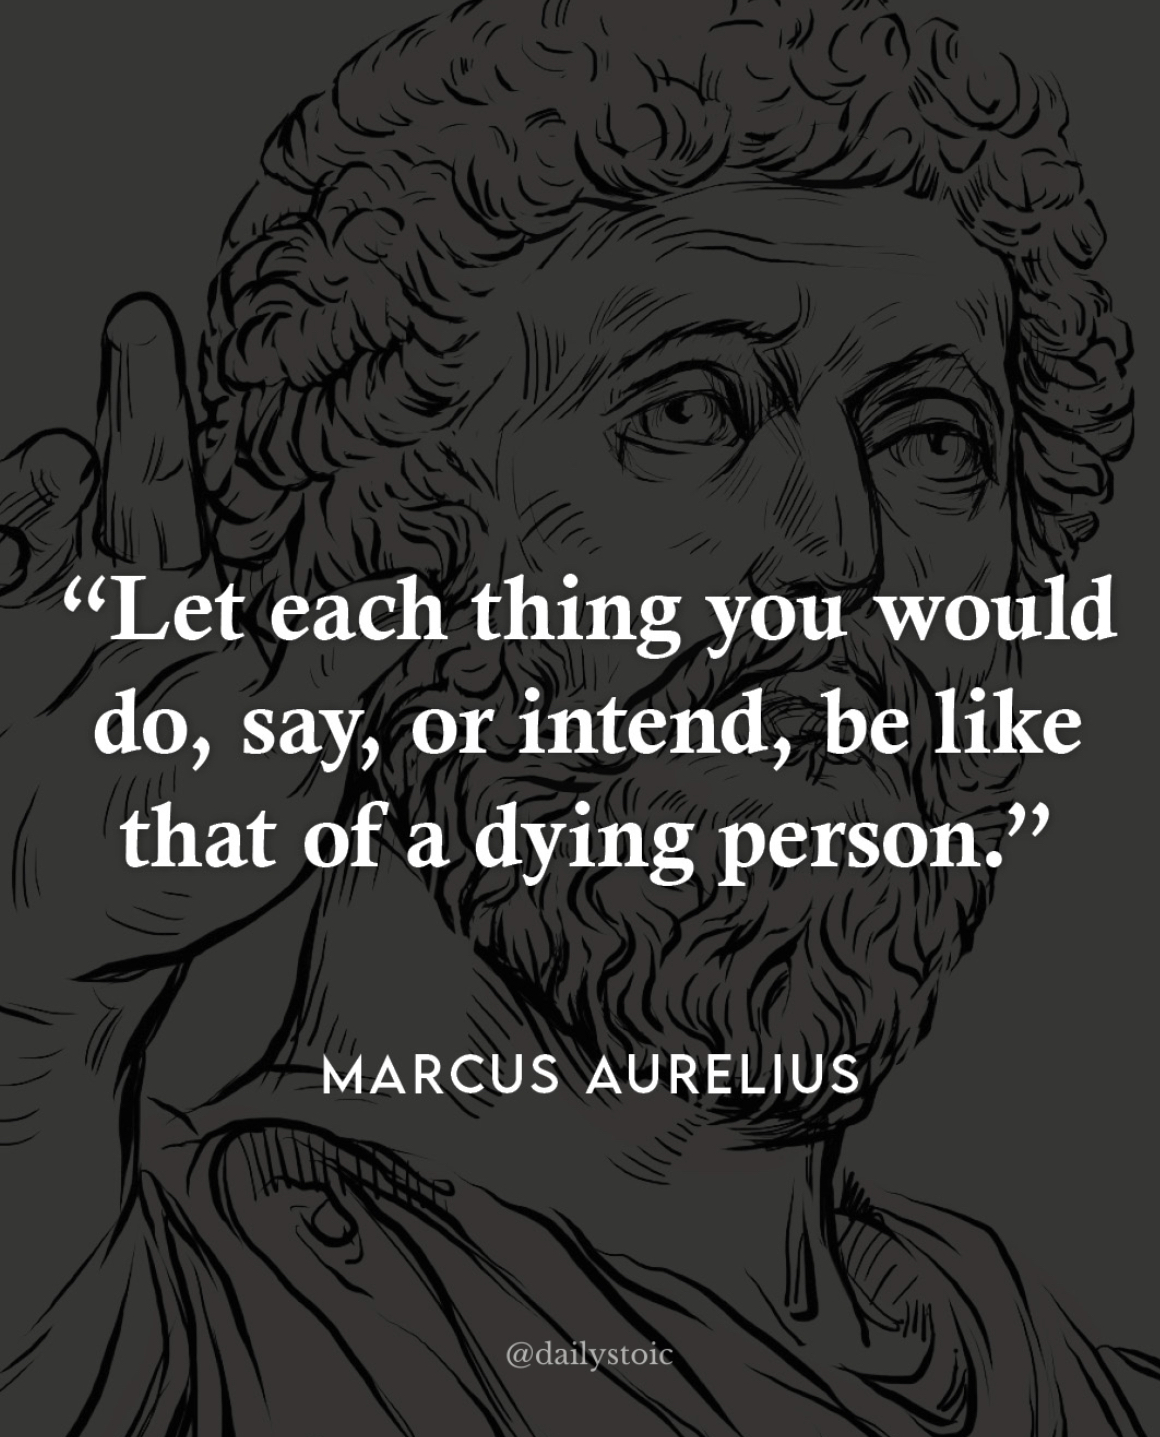 “Let each thing you would
do, say, or intend, be like
that of a dying person.”
MARCUS AURELIUS
@dailystoic